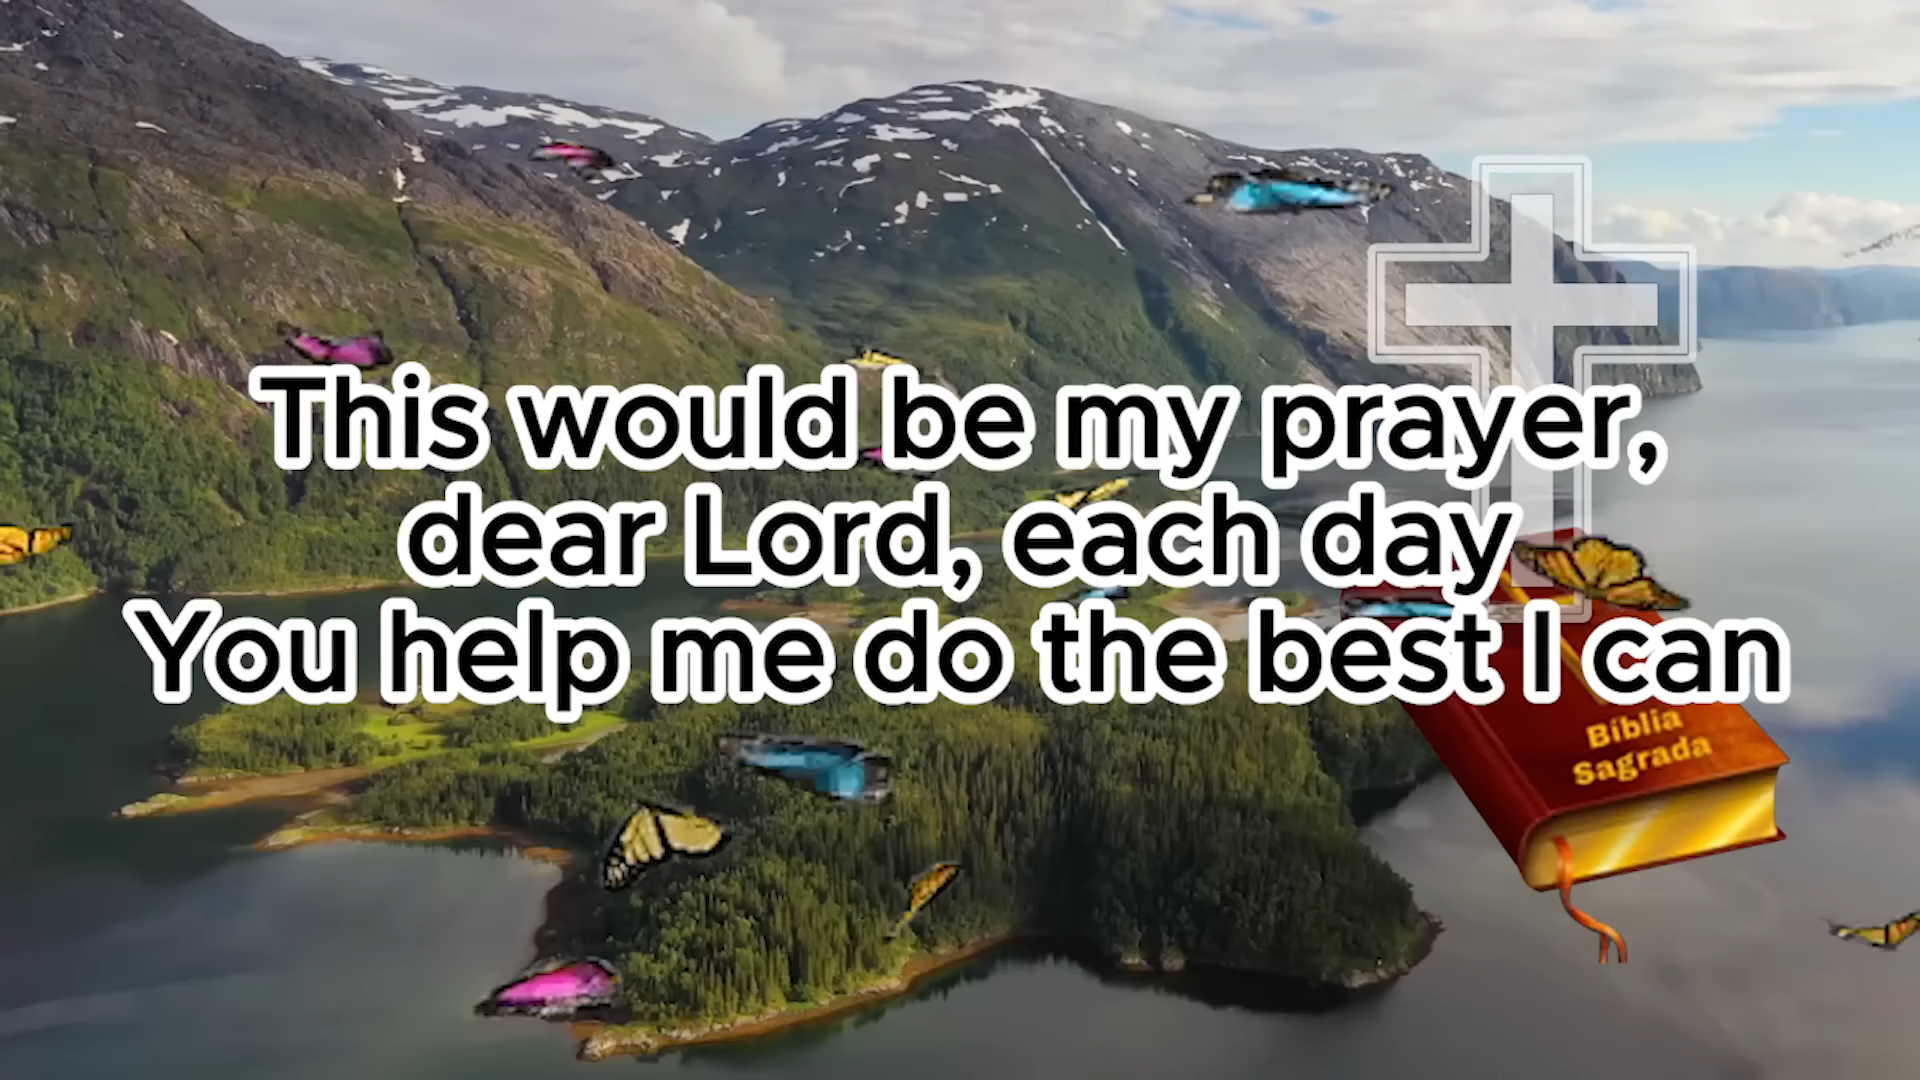 This would be my prayer,
dear Lord, each day
You help me do the best I can
Bíblia
Sagrada